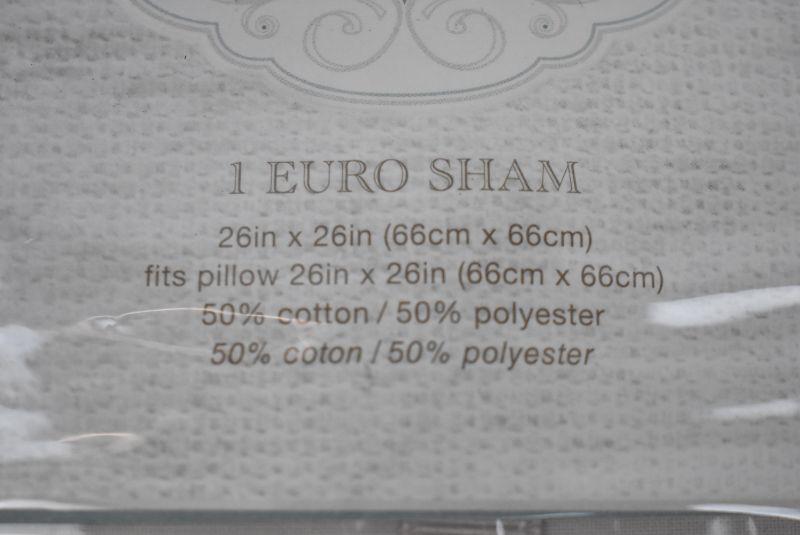 1 EURO SHAM
26in x 26in (66cm x 66cm)
fits pillow 26in x 26in (66cm x 66cm)
50% cotton / 50% polyester
50% coton / 50% polyester